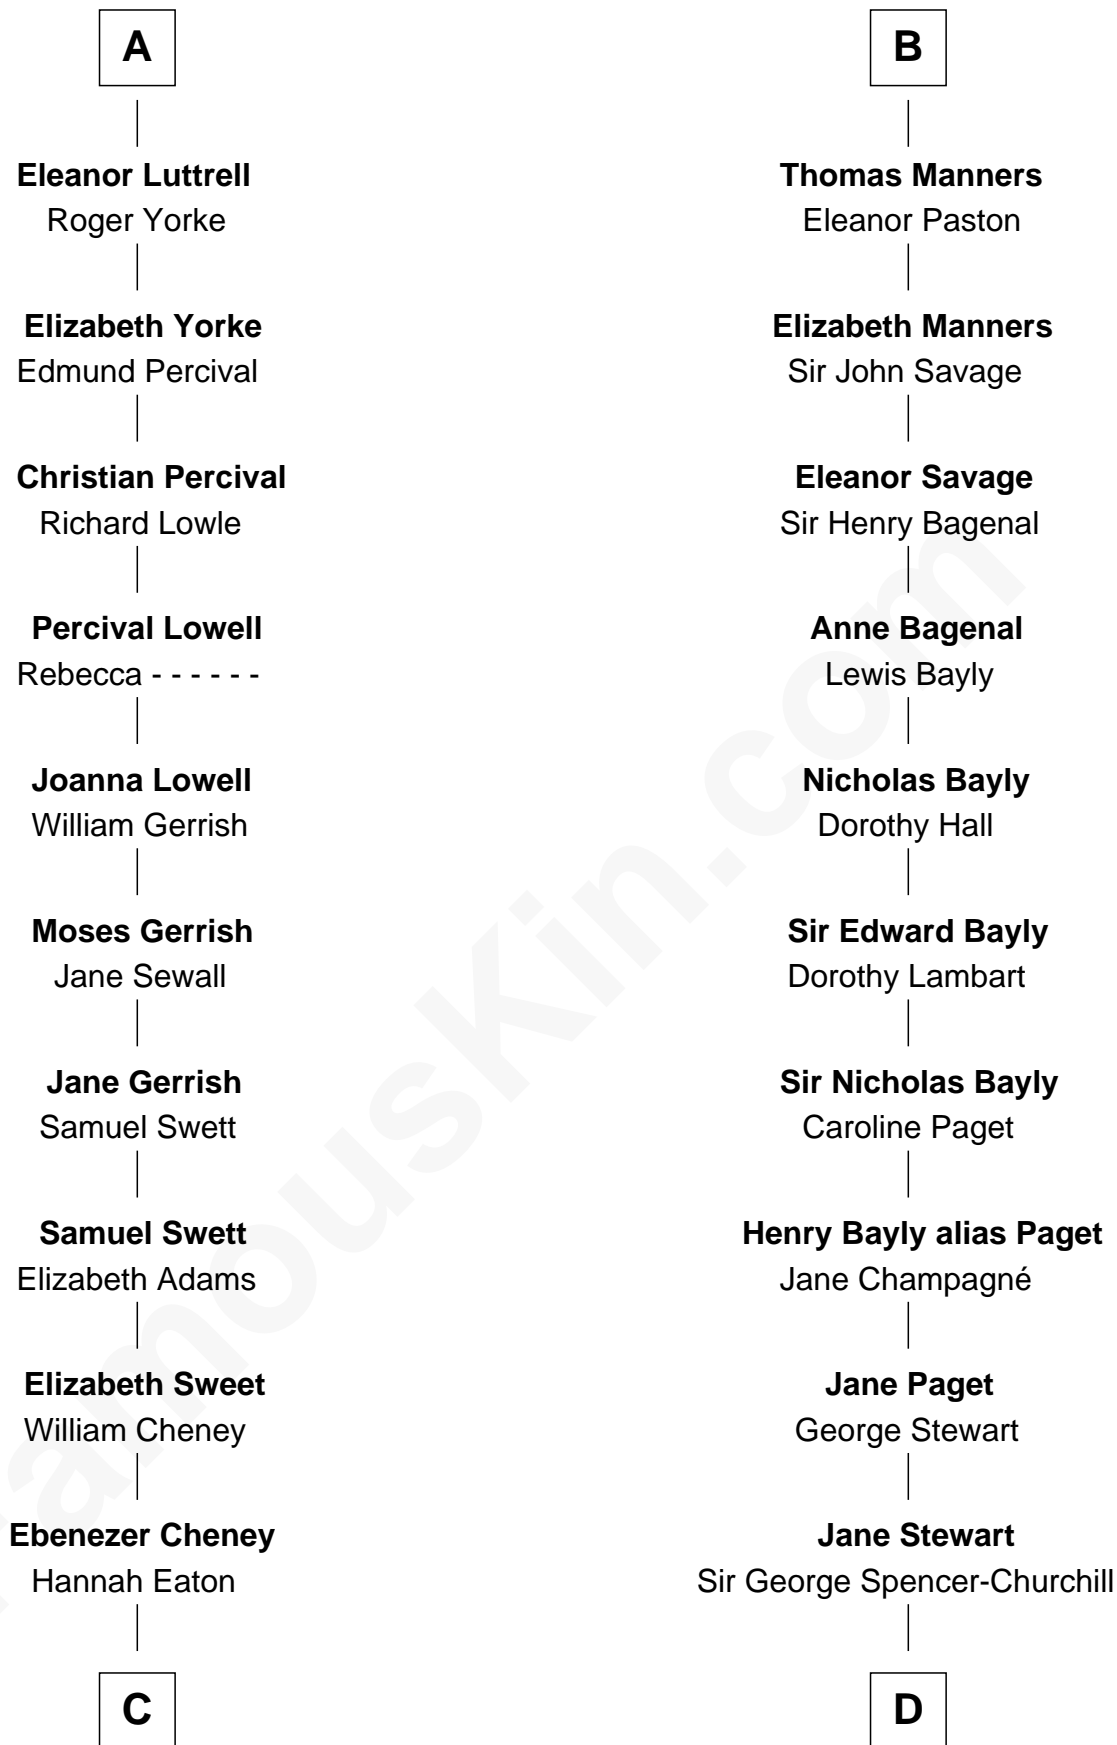 A
Eleanor Luttrell
Roger Yorke
Elizabeth Yorke
Edmund Percival
Christian Percival
Richard Lowle
Percival Lowell
Rebecca - - - - - -
Joanna Lowell
William Gerrish
Moses Gerrish
Jane Sewall
Jane Gerrish
Samuel Swett
Samuel Swett
Elizabeth Adams
Elizabeth Sweet
William Cheney
Ebenezer Cheney
Hannah Eaton
C
B
Thomas Manners
Eleanor Paston
Elizabeth Manners
Sir John Savage
Eleanor Savage
Sir Henry Bagenal
Anne Bagenal
Lewis Bayly
Nicholas Bayly
Dorothy Hall
Sir Edward Bayly
Dorothy Lambart
Sir Nicholas Bayly
Caroline Paget
Henry Bayly alias Paget
Jane Champagné
Jane Paget
George Stewart
Jane Stewart
Sir George Spencer-Churchill
D
FamousKin.com